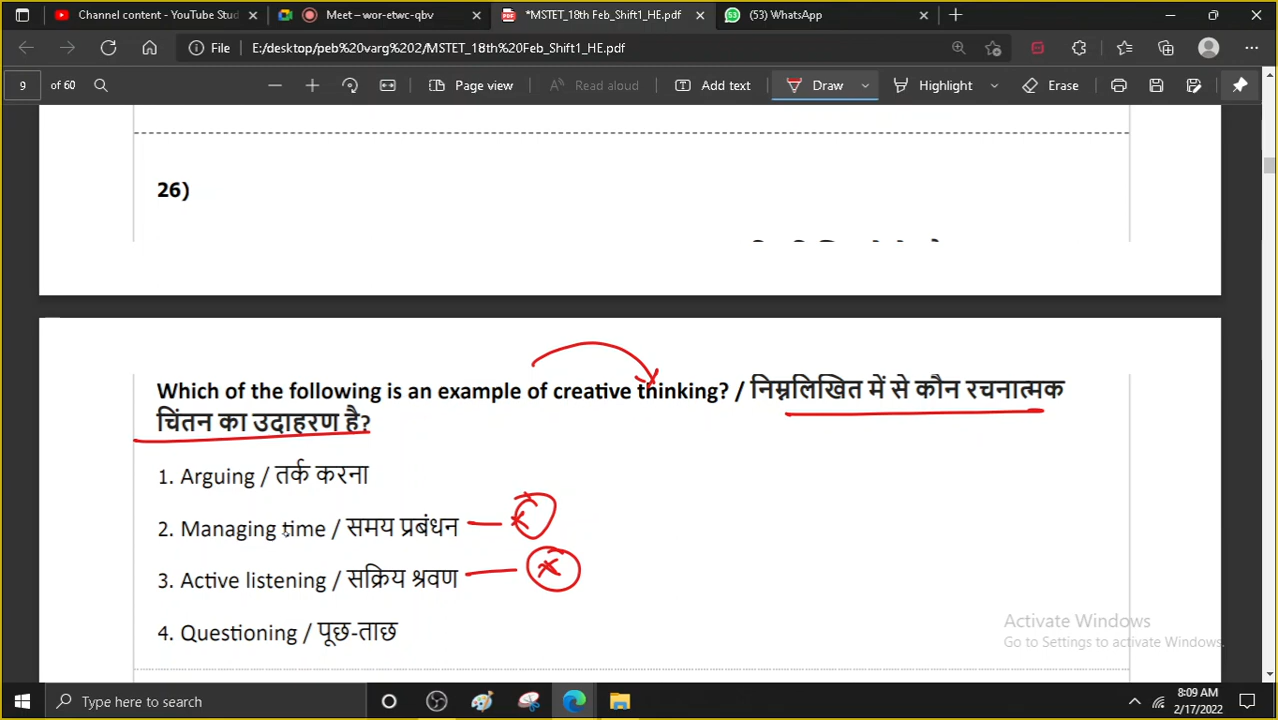 Channel content - YouTube Stu
Meet – wor-etwc-qbv
*MSTET_18th Feb_Shift1_HE.pdf
(53) WhatsApp
File
E:/desktop/peb%20varg%202/MSTET_18th%20Feb_Shift1_HE.pdf
9 of 60
Page view
Read aloud
Add text
Draw
Highlight
Erase
26)
Which of the following is an example of creative thinking? / निम्नलिखित में से कौन रचनात्मक
चिंतन का उदाहरण है?
1. Arguing / तर्क करना
2. Managing time / समय प्रबंधन
3. Active listening / सक्रिय श्रवण
4. Questioning / पूछ-ताछ
Activate Windows
Go to Settings to activate Windows.
Type here to search
8:09 AM
2/17/2022